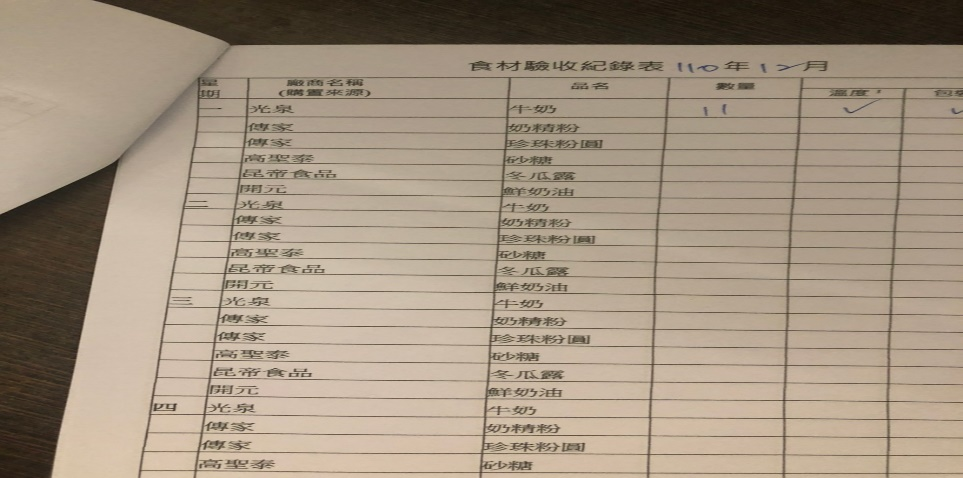 食材驗收紀錄表 110年12月
星期 廠商名稱(購置來源) 品名 數量 溫度 包
一 光泉 牛奶 11 ✓
傳家 奶精粉
傳家 珍珠粉圓
高聖泰 砂糖
昆帝食品 冬瓜露
開元 鮮奶油
二 光泉 牛奶
傳家 奶精粉
傳家 珍珠粉圓
高聖泰 砂糖
昆帝食品 冬瓜露
開元 鮮奶油
三 光泉 牛奶
傳家 奶精粉
傳家 珍珠粉圓
高聖泰 砂糖
昆帝食品 冬瓜露
開元 鮮奶油
四 光泉 牛奶
傳家 奶精粉
傳家 珍珠粉圓
高聖泰 砂糖